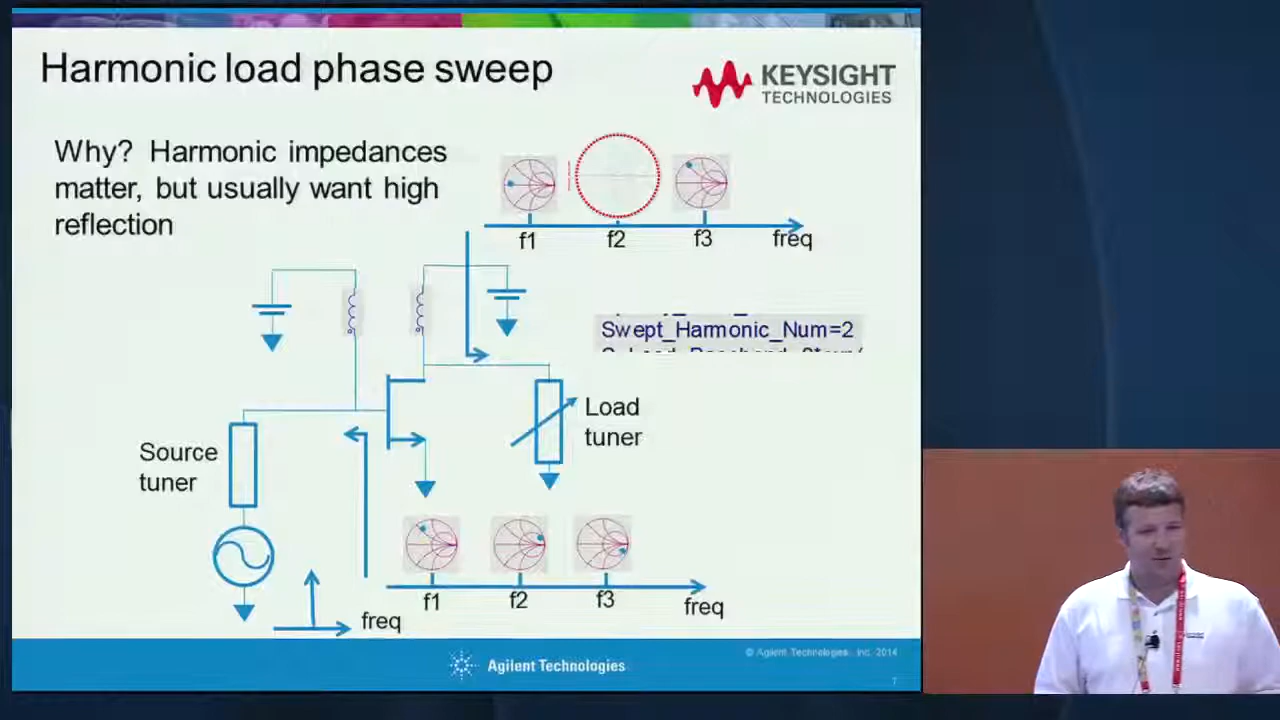 Harmonic load phase sweep
KEYSIGHT
TECHNOLOGIES
Why? Harmonic impedances
matter, but usually want high
reflection
f1
f2
f3
freq
Swept_Harmonic_Num=2
Load
tuner
Source
tuner
f1
f2
f3
freq
freq
Agilent Technologies
© Agilent Technologies, Inc. 2014
7